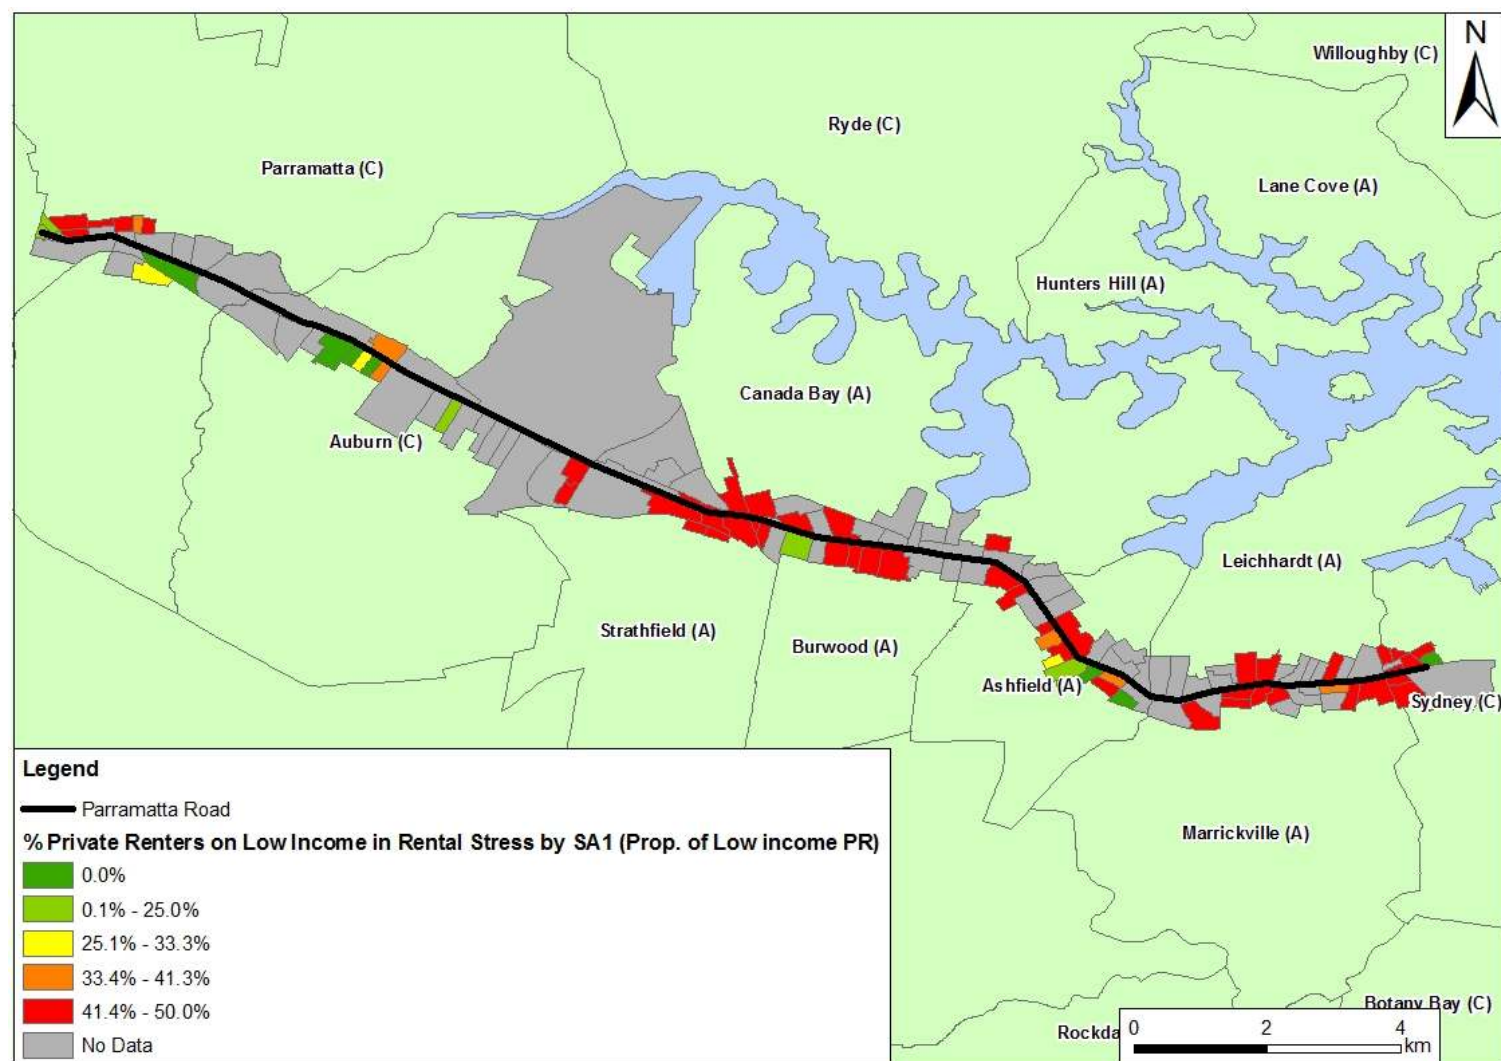 N
Willoughby (C)
Ryde (C)
Parramatta (C)
Lane Cove (A)
Hunters Hill (A)
Canada Bay (A)
Auburn (C)
Leichhardt (A)
Strathfield (A)
Burwood (A)
Ashfield (A)
Sydney (C)
Marrickville (A)
Botany Bay (C)
Rockda
Legend
Parramatta Road
% Private Renters on Low Income in Rental Stress by SA1 (Prop. of Low income PR)
0.0%
0.1% - 25.0%
25.1% - 33.3%
33.4% - 41.3%
41.4% - 50.0%
No Data
0 2 4
km